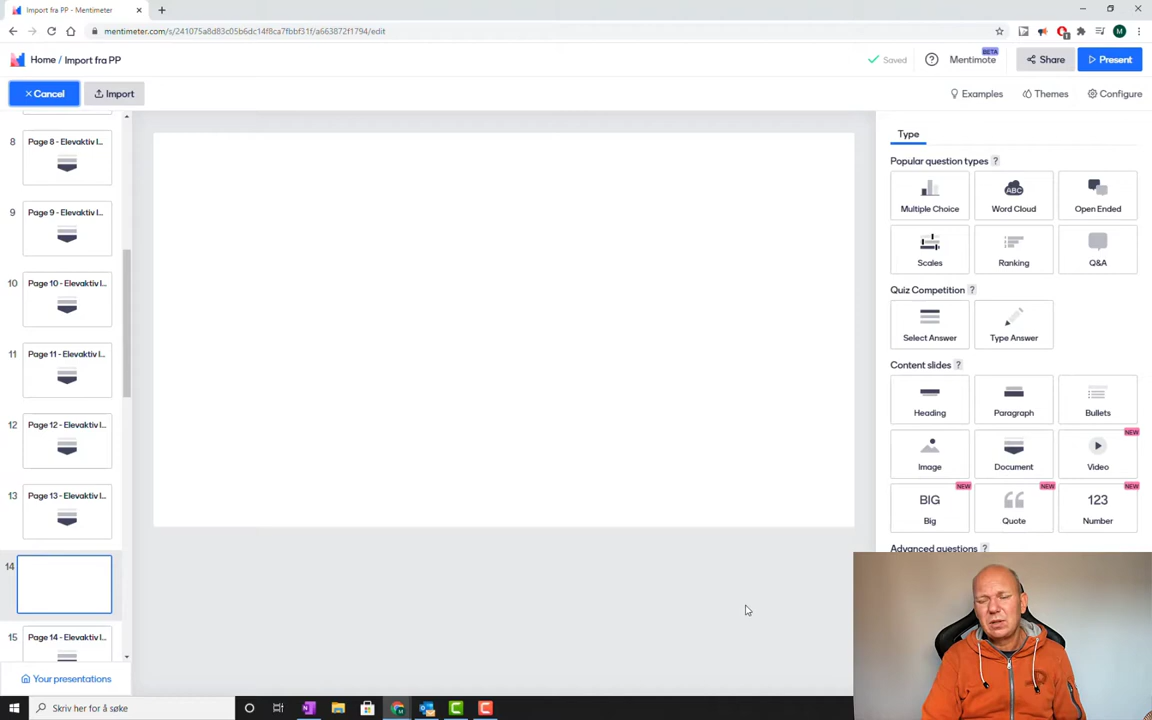 Import fra PP - Mentimeter
mentimeter.com/s/241075a8d83c05b6dc14f8ca7fbbf31f/a663872f1794/edit
M
Home / Import fra PP
Saved
?
Mentimote
BETA
Share
Present
Cancel
Import
Examples
Themes
Configure
8
Page 8 - Elevaktiv l...
9
Page 9 - Elevaktiv l...
10
Page 10 - Elevaktiv l...
11
Page 11 - Elevaktiv l...
12
Page 12 - Elevaktiv l...
13
Page 13 - Elevaktiv l...
14
15
Page 14 - Elevaktiv l...
Your presentations
Type
Popular question types ?
Multiple Choice
ABC
Word Cloud
Open Ended
Scales
Ranking
Q&A
Quiz Competition ?
Select Answer
Type Answer
Content slides ?
Heading
Paragraph
Bullets
Image
Document
NEW
Video
NEW
BIG
Big
NEW
Quote
NEW
123
Number
Advanced questions ?
Skriv her for å søke